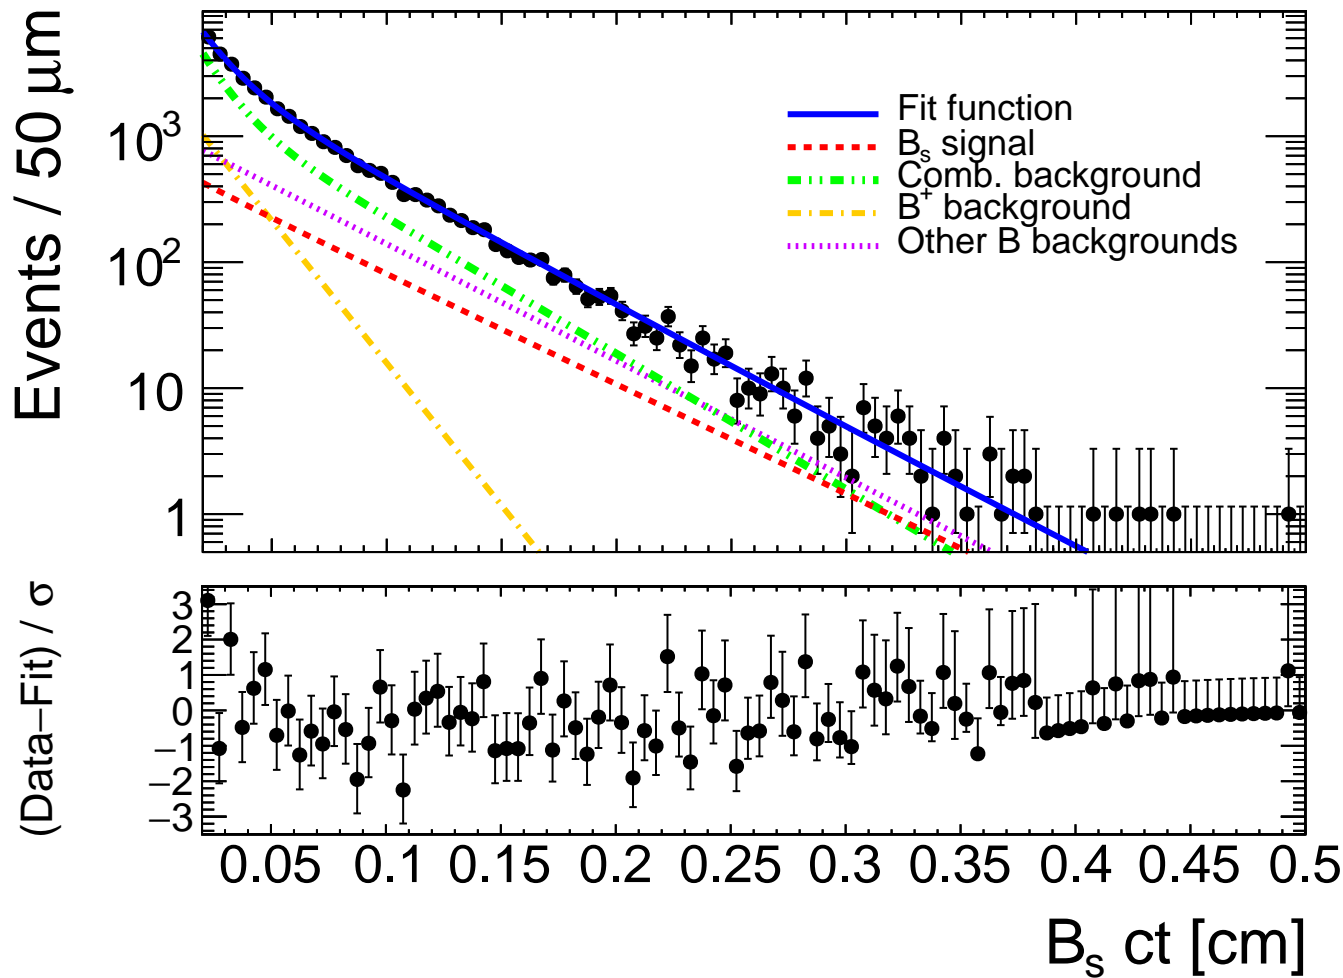 Events / 50 μm
10³
10²
10
1
Fit function
Bₛ signal
Comb. background
B⁺ background
Other B backgrounds
(Data−Fit) / σ
3
2
1
0
−1
−2
−3
0.05 0.1 0.15 0.2 0.25 0.3 0.35 0.4 0.45 0.5
Bₛ ct [cm]